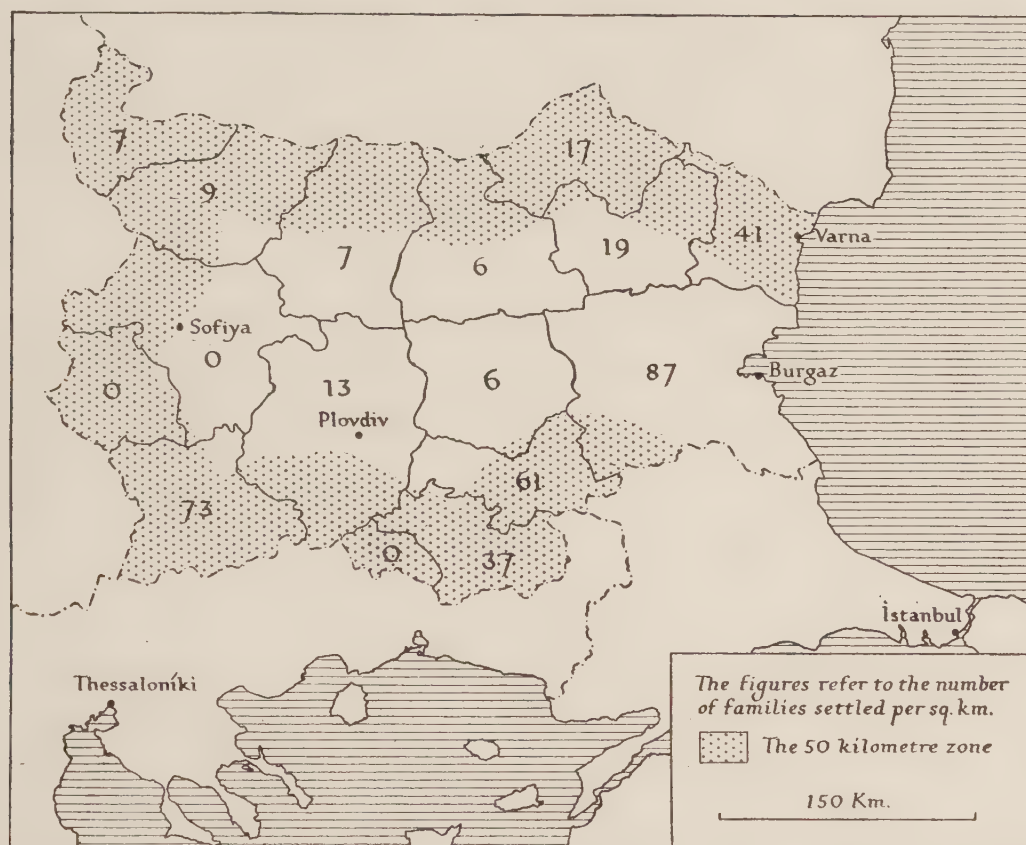 7
17
9
41
Varna
7
6
19
Sofiya
0
0
13
6
87
Burgaz
Plovdiv
73
61
0
37
İstanbul
Thessaloníki
The figures refer to the number
of families settled per sq. km.
The 50 kilometre zone
150 Km.